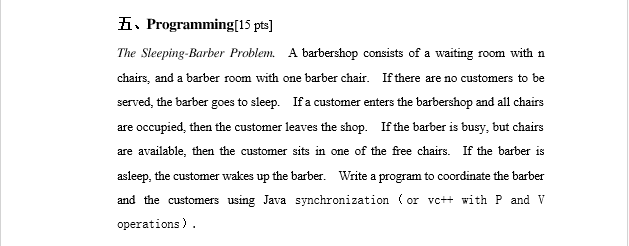 五、Programming[15 pts]
The Sleeping-Barber Problem. A barbershop consists of a waiting room with n
chairs, and a barber room with one barber chair. If there are no customers to be
served, the barber goes to sleep. If a customer enters the barbershop and all chairs
are occupied, then the customer leaves the shop. If the barber is busy, but chairs
are available, then the customer sits in one of the free chairs. If the barber is
asleep, the customer wakes up the barber. Write a program to coordinate the barber
and the customers using Java synchronization（or vc++ with P and V
operations）.